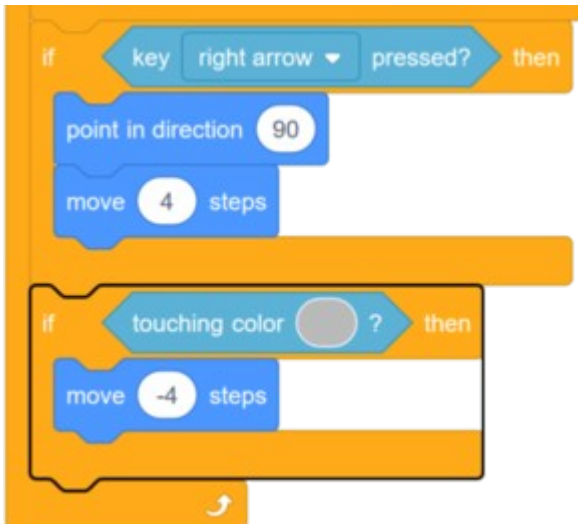 if key right arrow pressed? then
point in direction 90
move 4 steps
if touching color ? then
move -4 steps